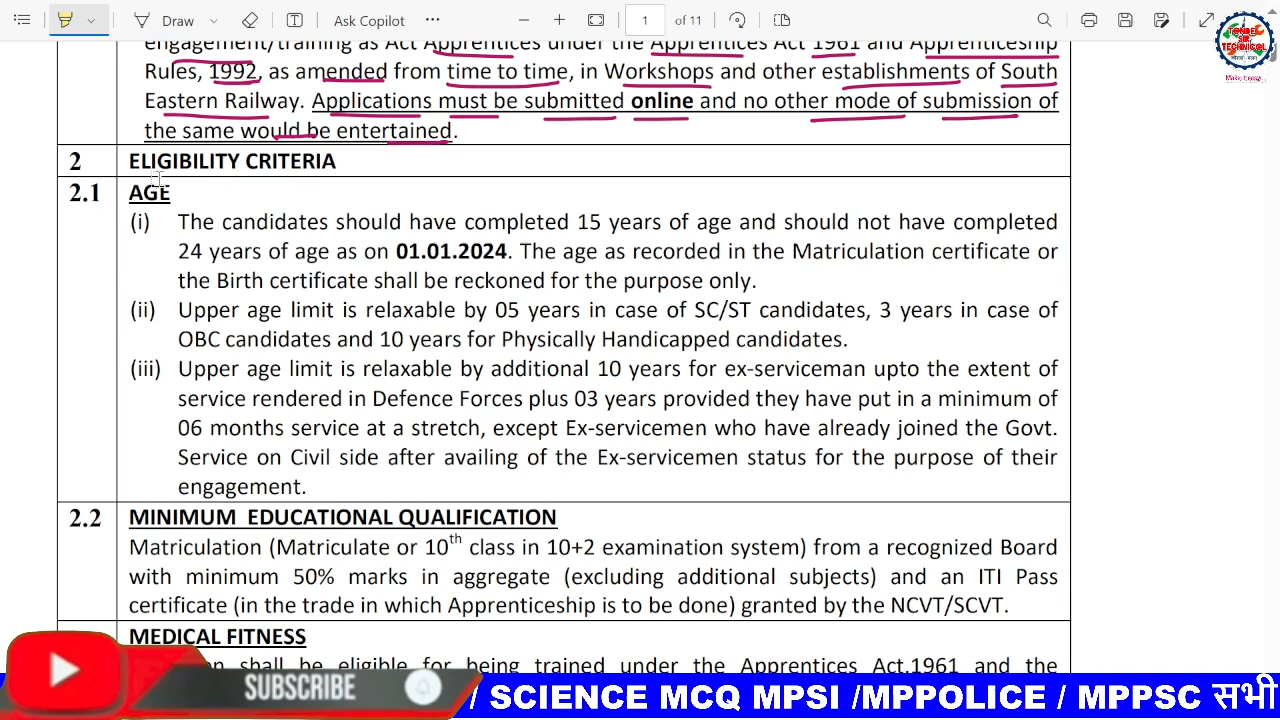 Draw
Ask Copilot
1 of 11
engagement/training as Act Apprentices under the Apprentices Act 1961 and Apprenticeship
Rules, 1992, as amended from time to time, in Workshops and other establishments of South
Eastern Railway. Applications must be submitted online and no other mode of submission of
the same would be entertained.
2 ELIGIBILITY CRITERIA
2.1 AGE
(i) The candidates should have completed 15 years of age and should not have completed
24 years of age as on 01.01.2024. The age as recorded in the Matriculation certificate or
the Birth certificate shall be reckoned for the purpose only.
(ii) Upper age limit is relaxable by 05 years in case of SC/ST candidates, 3 years in case of
OBC candidates and 10 years for Physically Handicapped candidates.
(iii) Upper age limit is relaxable by additional 10 years for ex-serviceman upto the extent of
service rendered in Defence Forces plus 03 years provided they have put in a minimum of
06 months service at a stretch, except Ex-servicemen who have already joined the Govt.
Service on Civil side after availing of the Ex-servicemen status for the purpose of their
engagement.
2.2 MINIMUM EDUCATIONAL QUALIFICATION
Matriculation (Matriculate or 10th class in 10+2 examination system) from a recognized Board
with minimum 50% marks in aggregate (excluding additional subjects) and an ITI Pass
certificate (in the trade in which Apprenticeship is to be done) granted by the NCVT/SCVT.
MEDICAL FITNESS
shall be eligible for being trained under the Apprentices Act.1961 and the
SUBSCRIBE
/ SCIENCE MCQ MPSI /MPPOLICE / MPPSC सभी